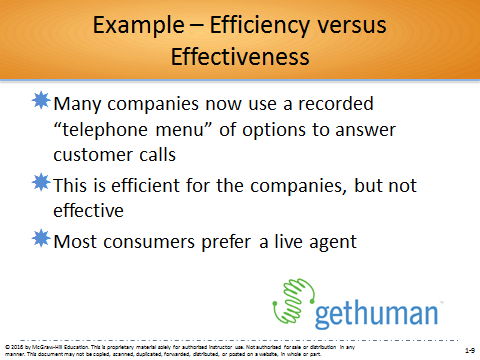 Example – Efficiency versus
Effectiveness
Many companies now use a recorded
“telephone menu” of options to answer
customer calls
This is efficient for the companies, but not
effective
Most consumers prefer a live agent
gethuman™
© 2016 by McGraw-Hill Education. This is proprietary material solely for authorized instructor use. Not authorized for sale or distribution in any
manner. This document may not be copied, scanned, duplicated, forwarded, distributed, or posted on a website, in whole or part.
1-9